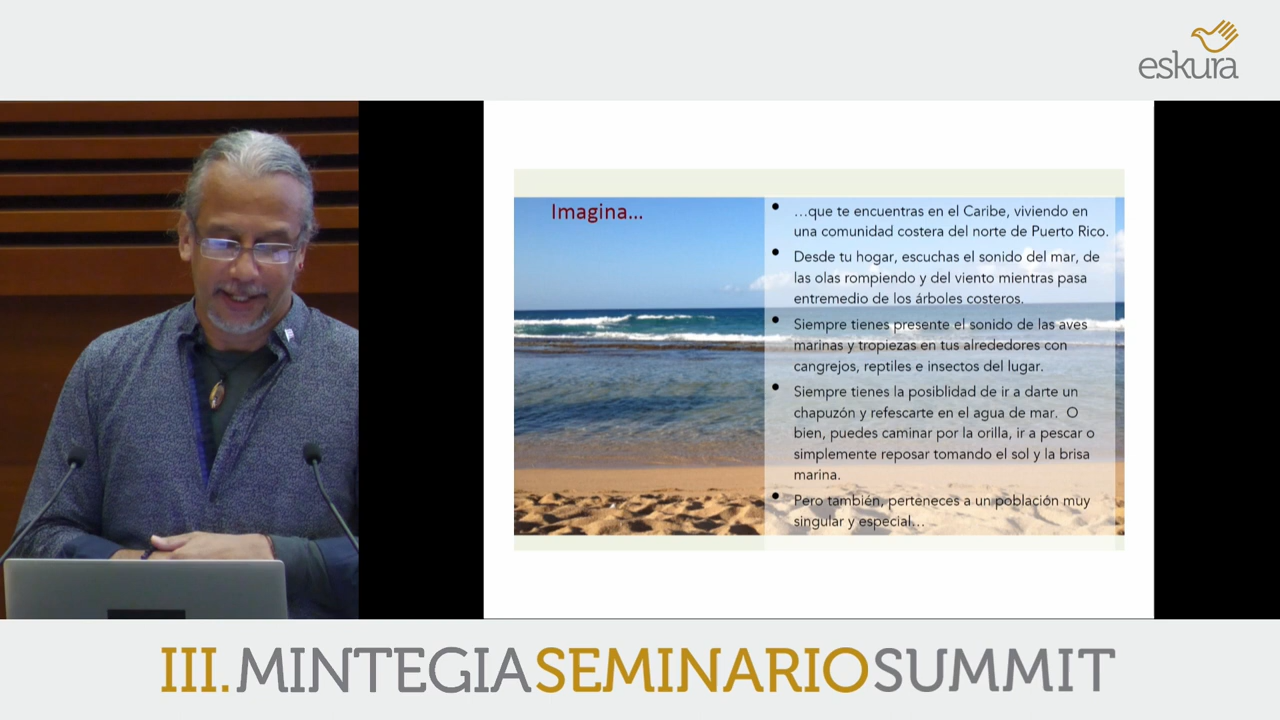 eskura
Imagina...
• ...que te encuentras en el Caribe, viviendo en
una comunidad costera del norte de Puerto Rico.
• Desde tu hogar, escuchas el sonido del mar, de
las olas rompiendo y del viento mientras pasa
entremedio de los árboles costeros.
• Siempre tienes presente el sonido de las aves
marinas y tropiezas en tus alrededores con
cangrejos, reptiles e insectos del lugar.
• Siempre tienes la posiblidad de ir a darte un
chapuzón y refescarte en el agua de mar. O
bien, puedes caminar por la orilla, ir a pescar o
simplemente reposar tomando el sol y la brisa
marina.
• Pero también, perteneces a un población muy
singular y especial...
III. MINTEGIA SEMINARIO SUMMIT